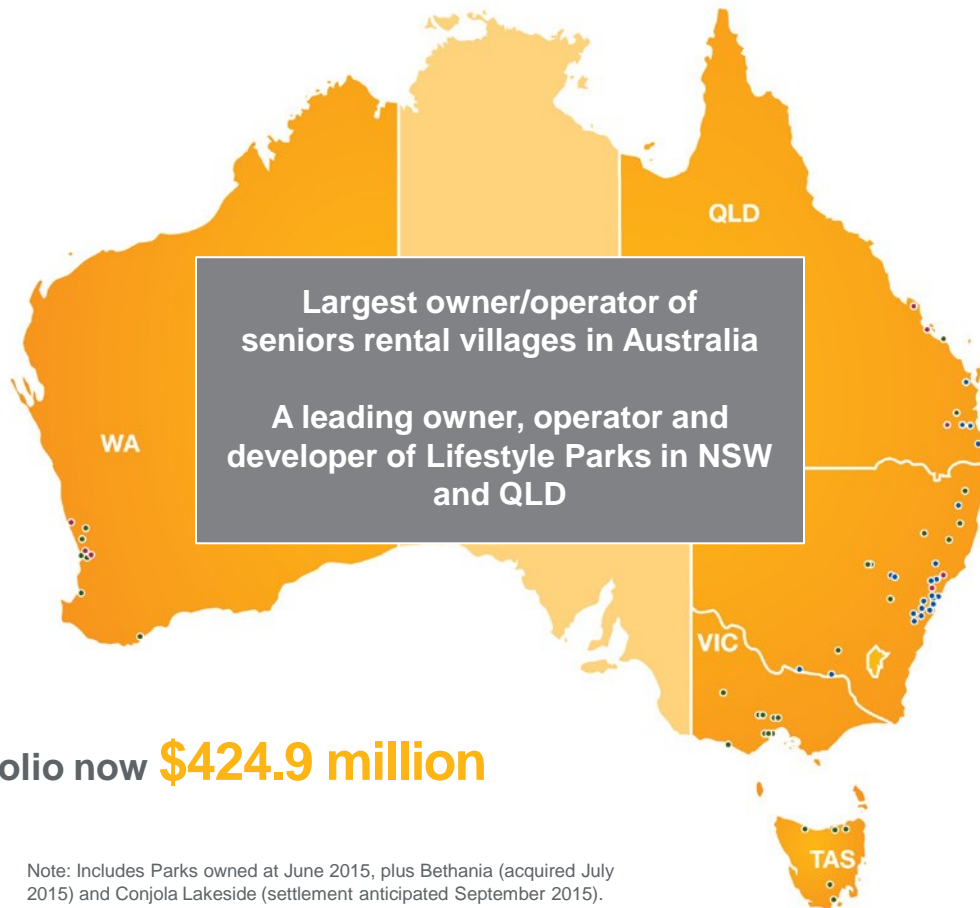 QLD
Largest owner/operator of
seniors rental villages in Australia
A leading owner, operator and
developer of Lifestyle Parks in NSW
and QLD
WA
VIC
folio now $424.9 million
TAS
Note: Includes Parks owned at June 2015, plus Bethania (acquired July
2015) and Conjola Lakeside (settlement anticipated September 2015).